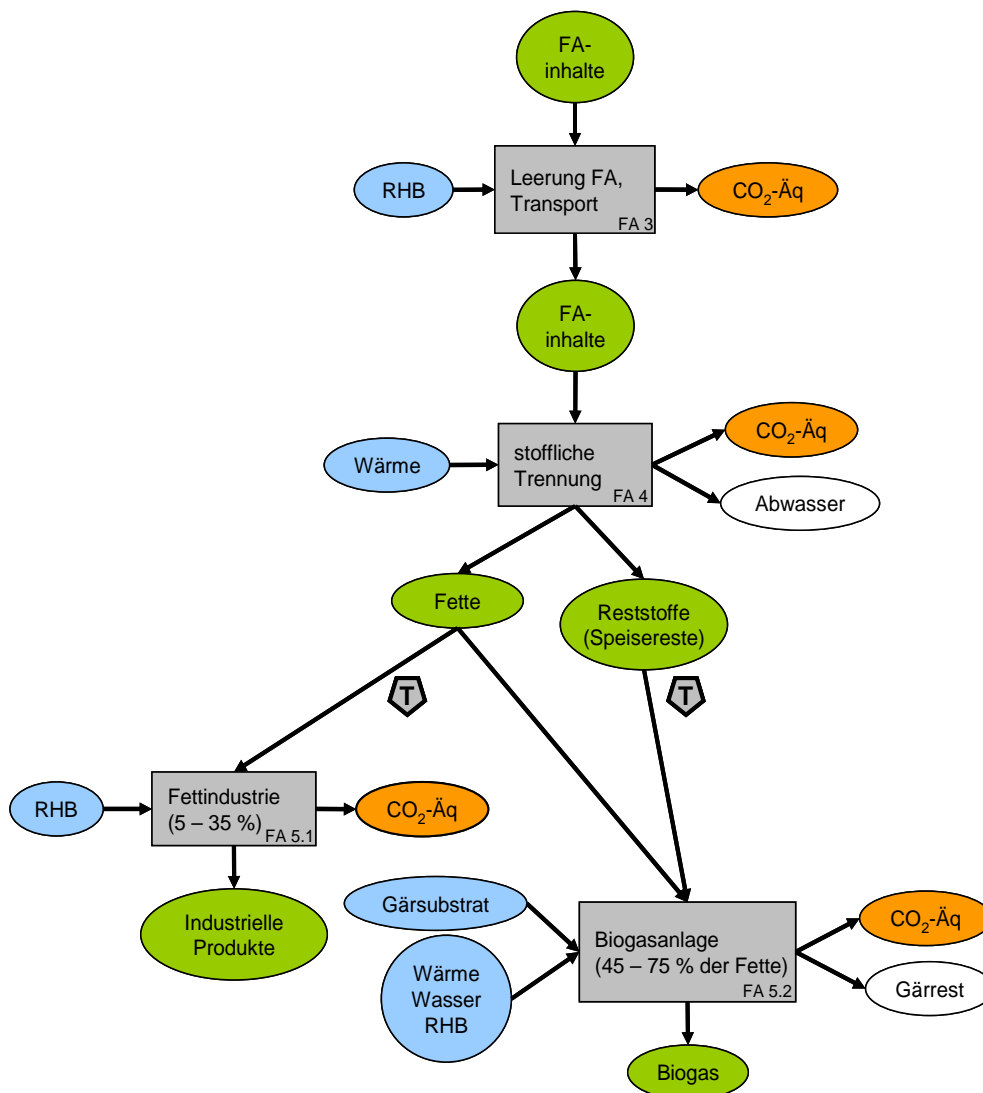 FA-
inhalte
RHB
Leerung FA,
Transport
FA 3
CO₂-Äq
FA-
inhalte
Wärme
stoffliche
Trennung
FA 4
CO₂-Äq
Abwasser
Fette
Reststoffe
(Speisereste)
T
T
RHB
Fettindustrie
(5 – 35 %)
FA 5.1
CO₂-Äq
Industrielle
Produkte
Gärsubstrat
Wärme
Wasser
RHB
Biogasanlage
(45 – 75 % der Fette)
FA 5.2
CO₂-Äq
Gärrest
Biogas